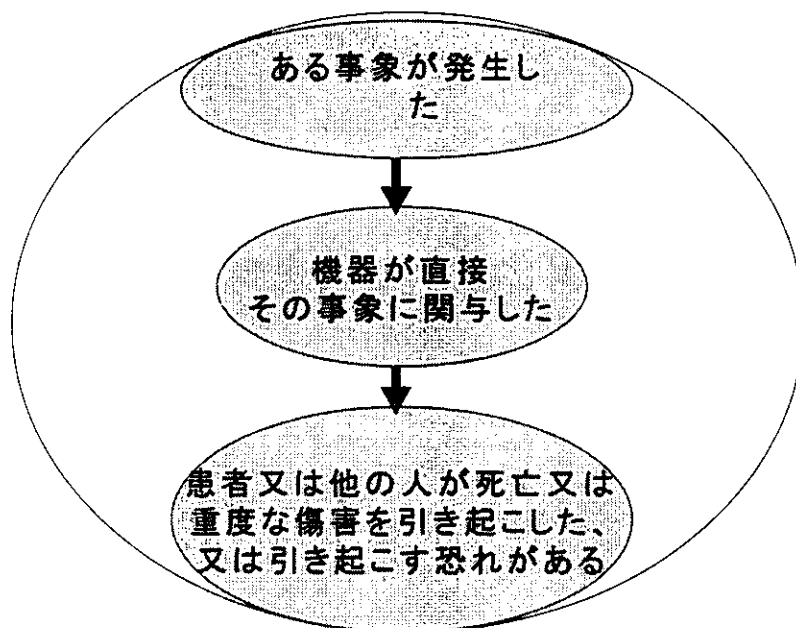 ある事象が発生し
た
機器が直接
その事象に関与した
患者又は他の人が死亡又は
重度な傷害を引き起こした、
又は引き起こす恐れがある